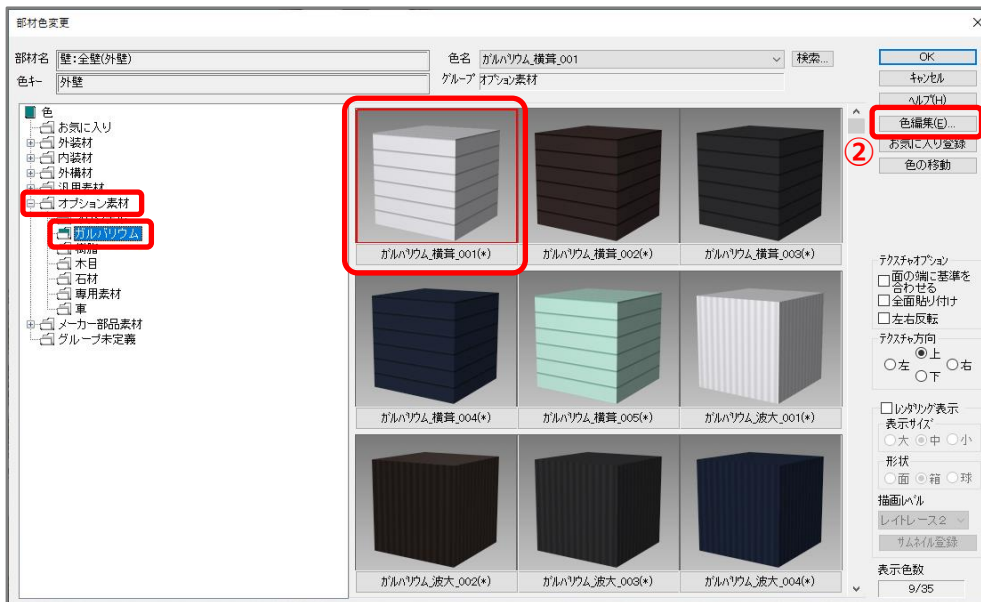 部材色変更
部材名 壁:全壁(外壁)
色キー 外壁
色名 ガルバリウム_横葺_001
検索...
グループ オプション素材
OK
キャンセル
ヘルプ(H)
色編集(E)...
②
お気に入り登録
色の移動
色
お気に入り
外装材
内装材
外構材
汎用素材
オプション素材
ガルバリウム
樹脂
木目
石材
専用素材
車
メーカー部品素材
グループ未定義
ガルバリウム_横葺_001(*)
ガルバリウム_横葺_002(*)
ガルバリウム_横葺_003(*)
ガルバリウム_横葺_004(*)
ガルバリウム_横葺_005(*)
ガルバリウム_波大_001(*)
ガルバリウム_波大_002(*)
ガルバリウム_波大_003(*)
ガルバリウム_波大_004(*)
テクスチャオプション
面の端に基準を
合わせる
全面貼り付け
左右反転
テクスチャ方向
上
左 右
下
レンダリング表示
表示サイズ
大 中 小
形状
面 箱 球
描画レベル
レイトレース2
サムネイル登録
表示色数
9/35